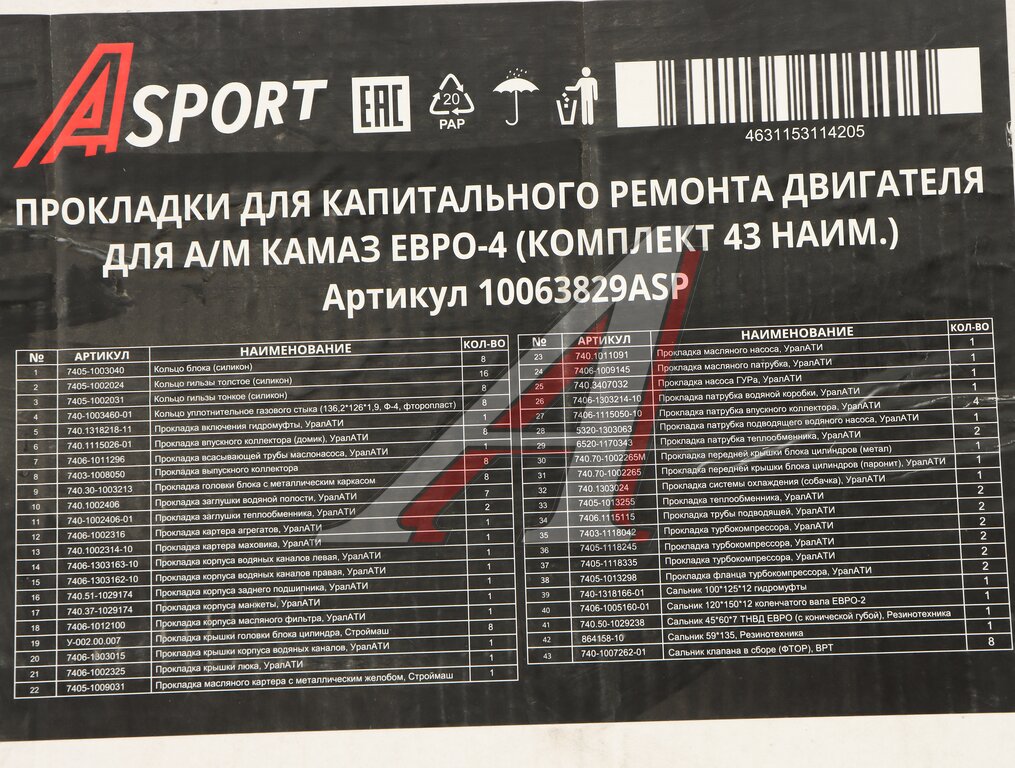 ASPORT
EAC
20
PAP
4631153114205
ПРОКЛАДКИ ДЛЯ КАПИТАЛЬНОГО РЕМОНТА ДВИГАТЕЛЯ
ДЛЯ А/М КАМАЗ ЕВРО-4 (КОМПЛЕКТ 43 НАИМ.)
Артикул 10063829ASP
№ АРТИКУЛ НАИМЕНОВАНИЕ КОЛ-ВО
1 7405-1003040 Кольцо блока (силикон) 8
2 7405-1002024 Кольцо гильзы толстое (силикон) 16
3 7405-1002031 Кольцо гильзы тонкое (силикон) 8
4 740-1003460-01 Кольцо уплотнительное газового стыка (136,2*126*1,9, Ф-4, фторопласт) 8
5 740.1318218-11 Прокладка включения гидромуфты, УралАТИ 1
6 740.1115026-01 Прокладка впускного коллектора (домик), УралАТИ 8
7 7406-1011296 Прокладка всасывающей трубы маслонасоса, УралАТИ 1
8 7403-1008050 Прокладка выпускного коллектора 8
9 740.30-1003213 Прокладка головки блока с металлическим каркасом 8
10 740.1002406 Прокладка заглушки водяной полости, УралАТИ 7
11 740-1002406-01 Прокладка заглушки теплообменника, УралАТИ 2
12 7406-1002316 Прокладка картера агрегатов, УралАТИ 1
13 740.1002314-10 Прокладка картера маховика, УралАТИ 1
14 7406-1303163-10 Прокладка корпуса водяных каналов левая, УралАТИ 1
15 7406-1303162-10 Прокладка корпуса водяных каналов правая, УралАТИ 1
16 740.51-1029174 Прокладка корпуса заднего подшипника, УралАТИ 1
17 740.37-1029174 Прокладка корпуса манжеты, УралАТИ 1
18 7406-1012100 Прокладка корпуса масляного фильтра, УралАТИ 1
19 У-002.00.007 Прокладка крышки головки блока цилиндра, Строймаш 8
20 7406-1303015 Прокладка крышки корпуса водяных каналов, УралАТИ 1
21 7406-1002325 Прокладка крышки люка, УралАТИ 1
22 7405-1009031 Прокладка масляного картера с металлическим желобом, Строймаш 1
№ АРТИКУЛ НАИМЕНОВАНИЕ КОЛ-ВО
23 740.1011091 Прокладка масляного насоса, УралАТИ 1
24 7406-1009145 Прокладка масляного патрубка, УралАТИ 1
25 740.3407032 Прокладка насоса ГУРа, УралАТИ 1
26 7406-1303214-10 Прокладка патрубка водяной коробки, УралАТИ 1
27 7406-1115050-10 Прокладка патрубка впускного коллектора, УралАТИ 4
28 5320-1303063 Прокладка патрубка подводящего водяного насоса, УралАТИ 1
29 6520-1170343 Прокладка патрубка теплообменника, УралАТИ 2
30 740.70-1002265М Прокладка передней крышки блока цилиндров (метал) 1
31 740.70-1002265 Прокладка передней крышки блока цилиндров (паронит), УралАТИ 1
32 740.1303024 Прокладка системы охлаждения (собачка), УралАТИ 1
33 7405-1013255 Прокладка теплообменника, УралАТИ 2
34 7406.1115115 Прокладка трубы подводящей, УралАТИ 2
35 7403-1118042 Прокладка турбокомпрессора, УралАТИ 2
36 7405-1118245 Прокладка турбокомпрессора, УралАТИ 2
37 7405-1118335 Прокладка турбокомпрессора, УралАТИ 2
38 7405-1013298 Прокладка фланца турбокомпрессора, УралАТИ 2
39 740-1318166-01 Сальник 100*125*12 гидромуфты 1
40 7406-1005160-01 Сальник 120*150*12 коленчатого вала ЕВРО-2 1
41 740.50-1029238 Сальник 45*60*7 ТНВД ЕВРО (с конической губой), Резинотехника 1
42 864158-10 Сальник 59*135, Резинотехника 1
43 740-1007262-01 Сальник клапана в сборе (ФТОР), ВРТ 8